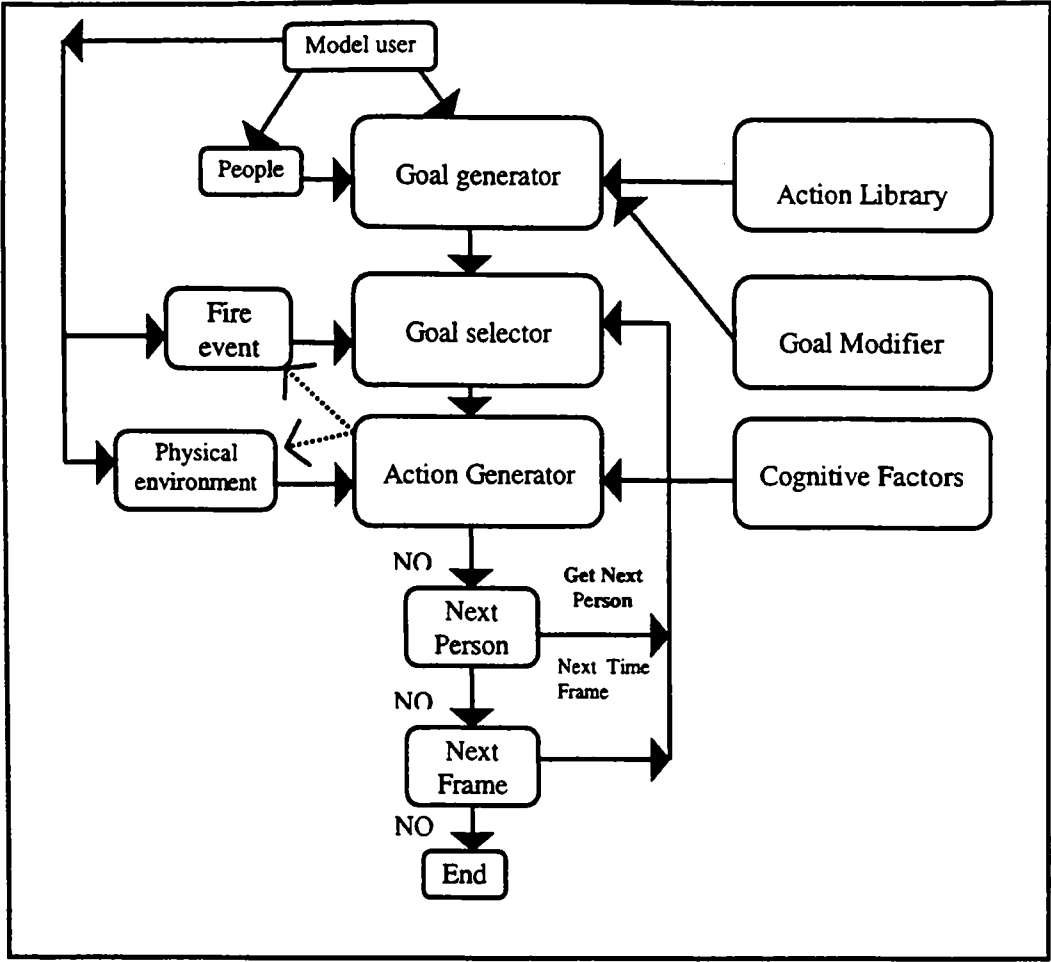 Model user
People
Goal generator
Action Library
Fire
event
Goal selector
Goal Modifier
Physical
environment
Action Generator
Cognitive Factors
NO
Get Next
Person
Next
Person
Next Time
Frame
NO
Next
Frame
NO
End